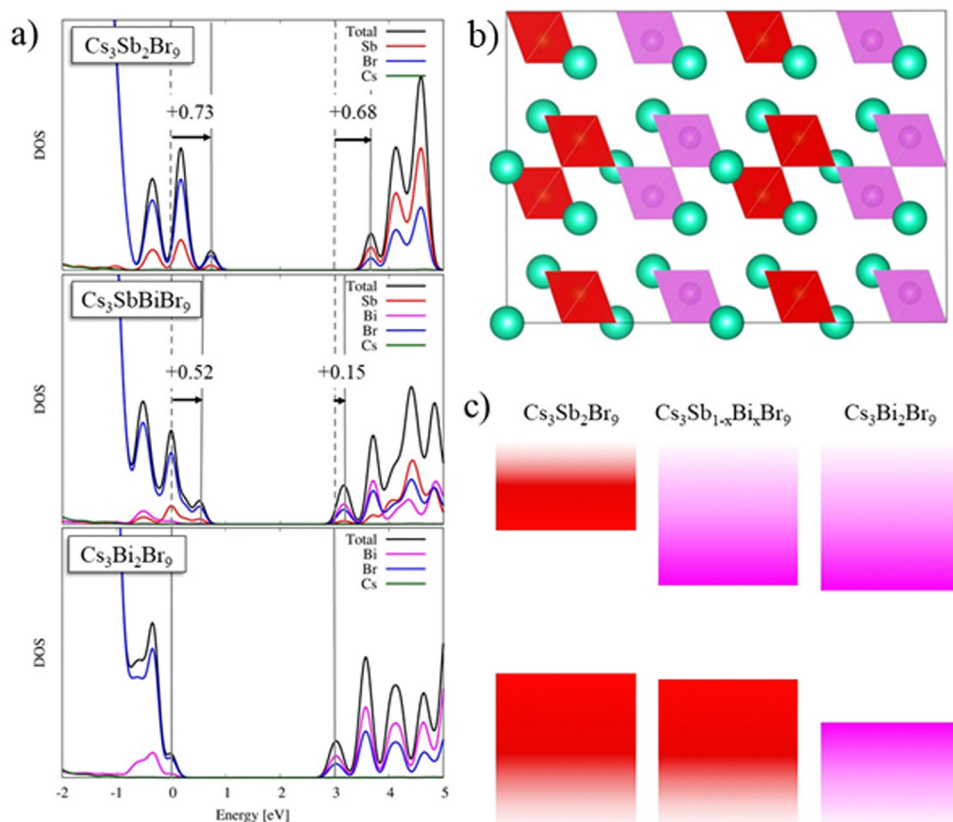 a)
Cs₃Sb₂Br₉
Total
Sb
Br
Cs
+0.73
+0.68
DOS
Cs₃SbBiBr₉
Total
Sb
Bi
Br
Cs
+0.52
+0.15
DOS
Cs₃Bi₂Br₉
Total
Bi
Br
Cs
DOS
-2 -1 0 1 2 3 4 5
Energy [eV]
b)
c)
Cs₃Sb₂Br₉ Cs₃Sb₁₋ₓBiₓBr₉ Cs₃Bi₂Br₉